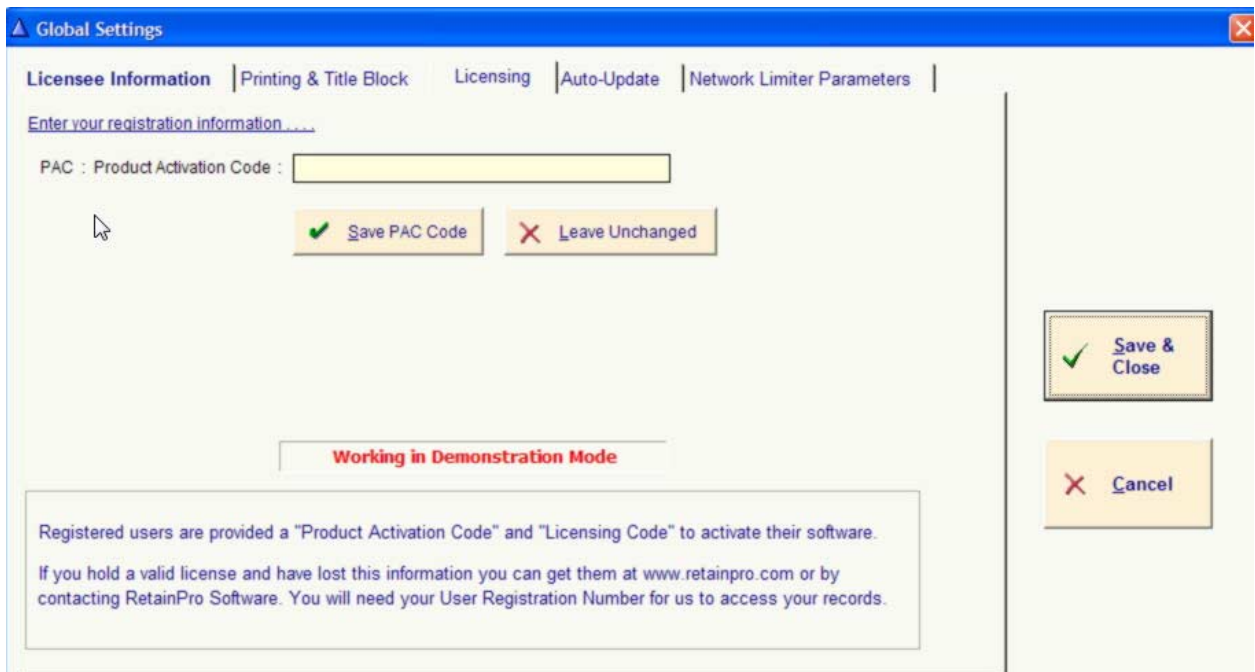 Global Settings
Licensee Information Printing & Title Block Licensing Auto-Update Network Limiter Parameters
Enter your registration information . . . .
PAC : Product Activation Code :
Save PAC Code Leave Unchanged
Save &
Close
Working in Demonstration Mode
Cancel
Registered users are provided a "Product Activation Code" and "Licensing Code" to activate their software.
If you hold a valid license and have lost this information you can get them at www.retainpro.com or by
contacting RetainPro Software. You will need your User Registration Number for us to access your records.